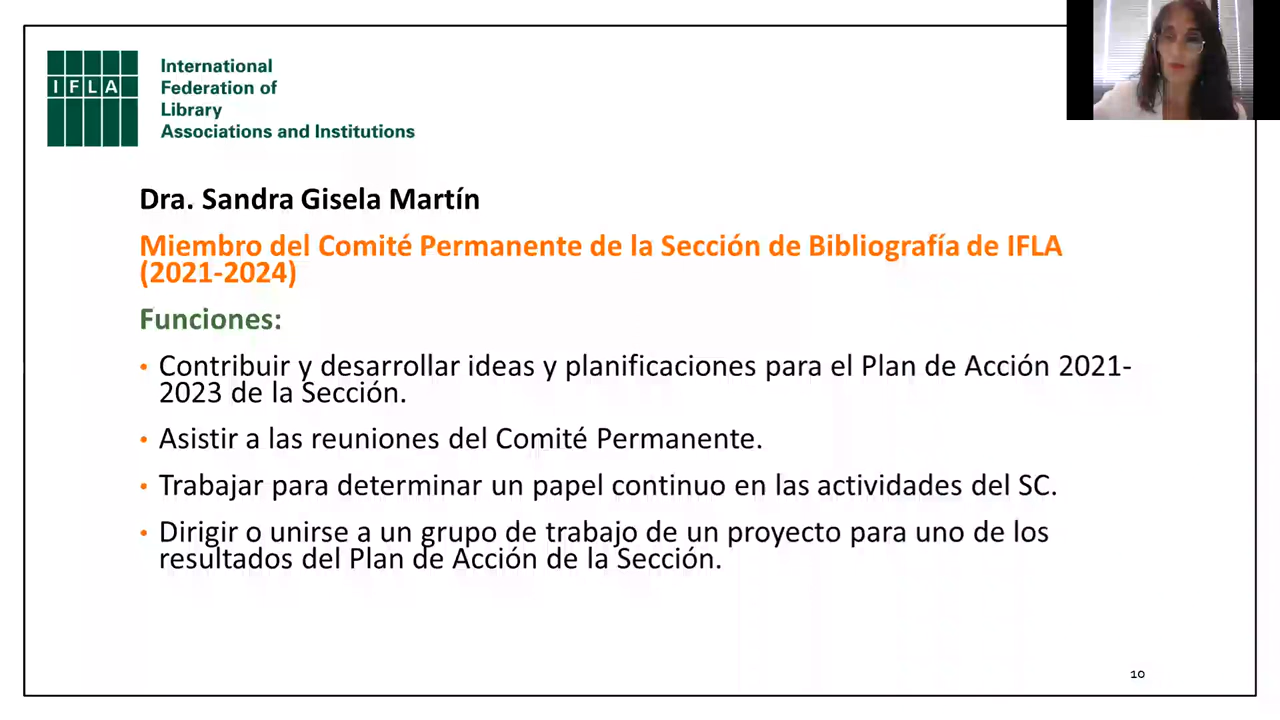 IFLA
International
Federation of
Library
Associations and Institutions
Dra. Sandra Gisela Martín
Miembro del Comité Permanente de la Sección de Bibliografía de IFLA
(2021-2024)
Funciones:
• Contribuir y desarrollar ideas y planificaciones para el Plan de Acción 2021-
2023 de la Sección.
• Asistir a las reuniones del Comité Permanente.
• Trabajar para determinar un papel continuo en las actividades del SC.
• Dirigir o unirse a un grupo de trabajo de un proyecto para uno de los
resultados del Plan de Acción de la Sección.
10